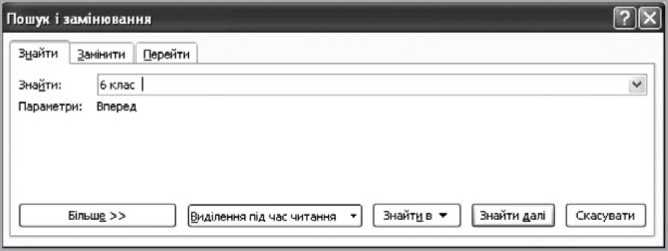 Пошук і замінювання
Знайти Замінити Перейти
Знайти: 6 клас
Параметри: Вперед
Більше >> Виділення під час читання Знайти в Знайти далі Скасувати